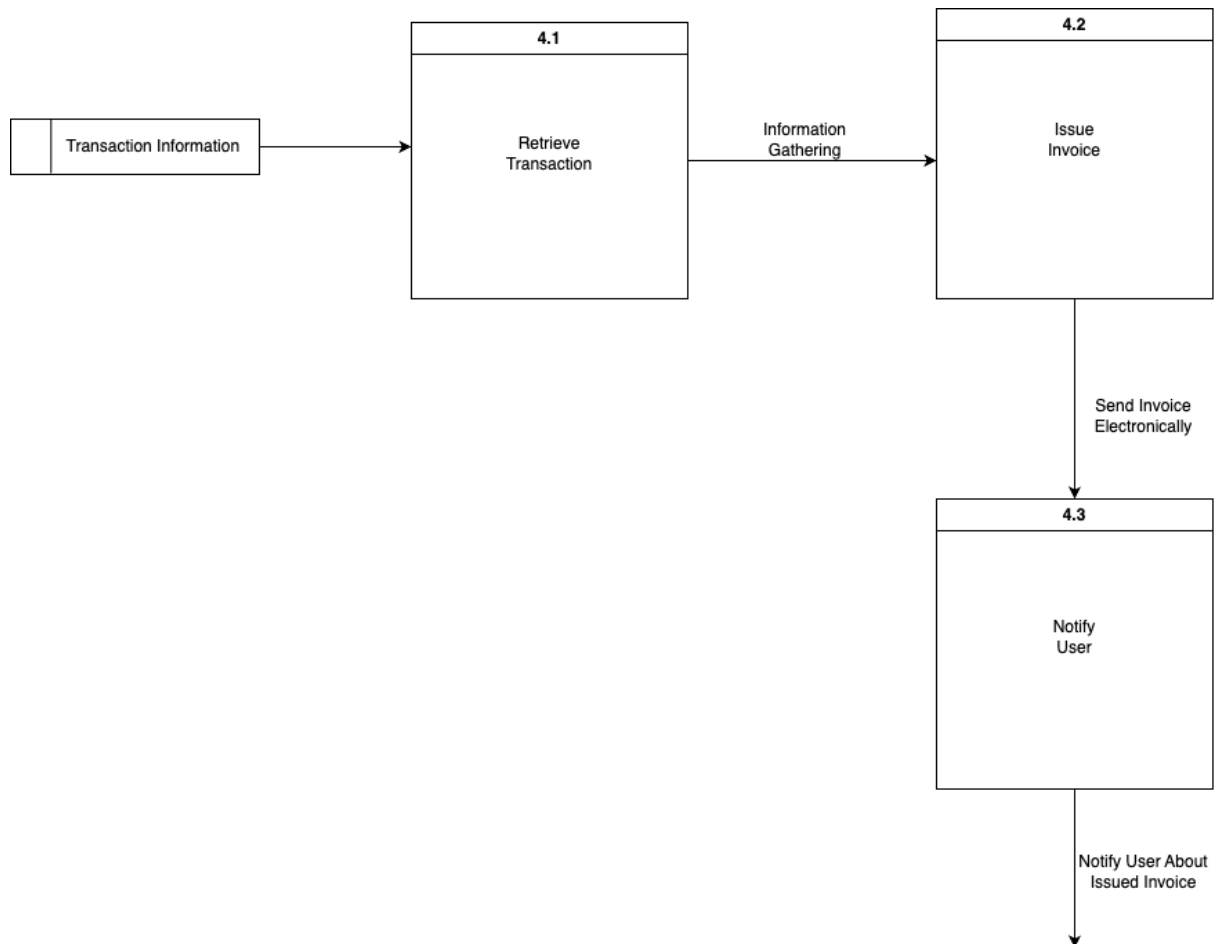 4.1
4.2
Transaction Information
Retrieve
Transaction
Information
Gathering
Issue
Invoice
Send Invoice
Electronically
4.3
Notify
User
Notify User About
Issued Invoice